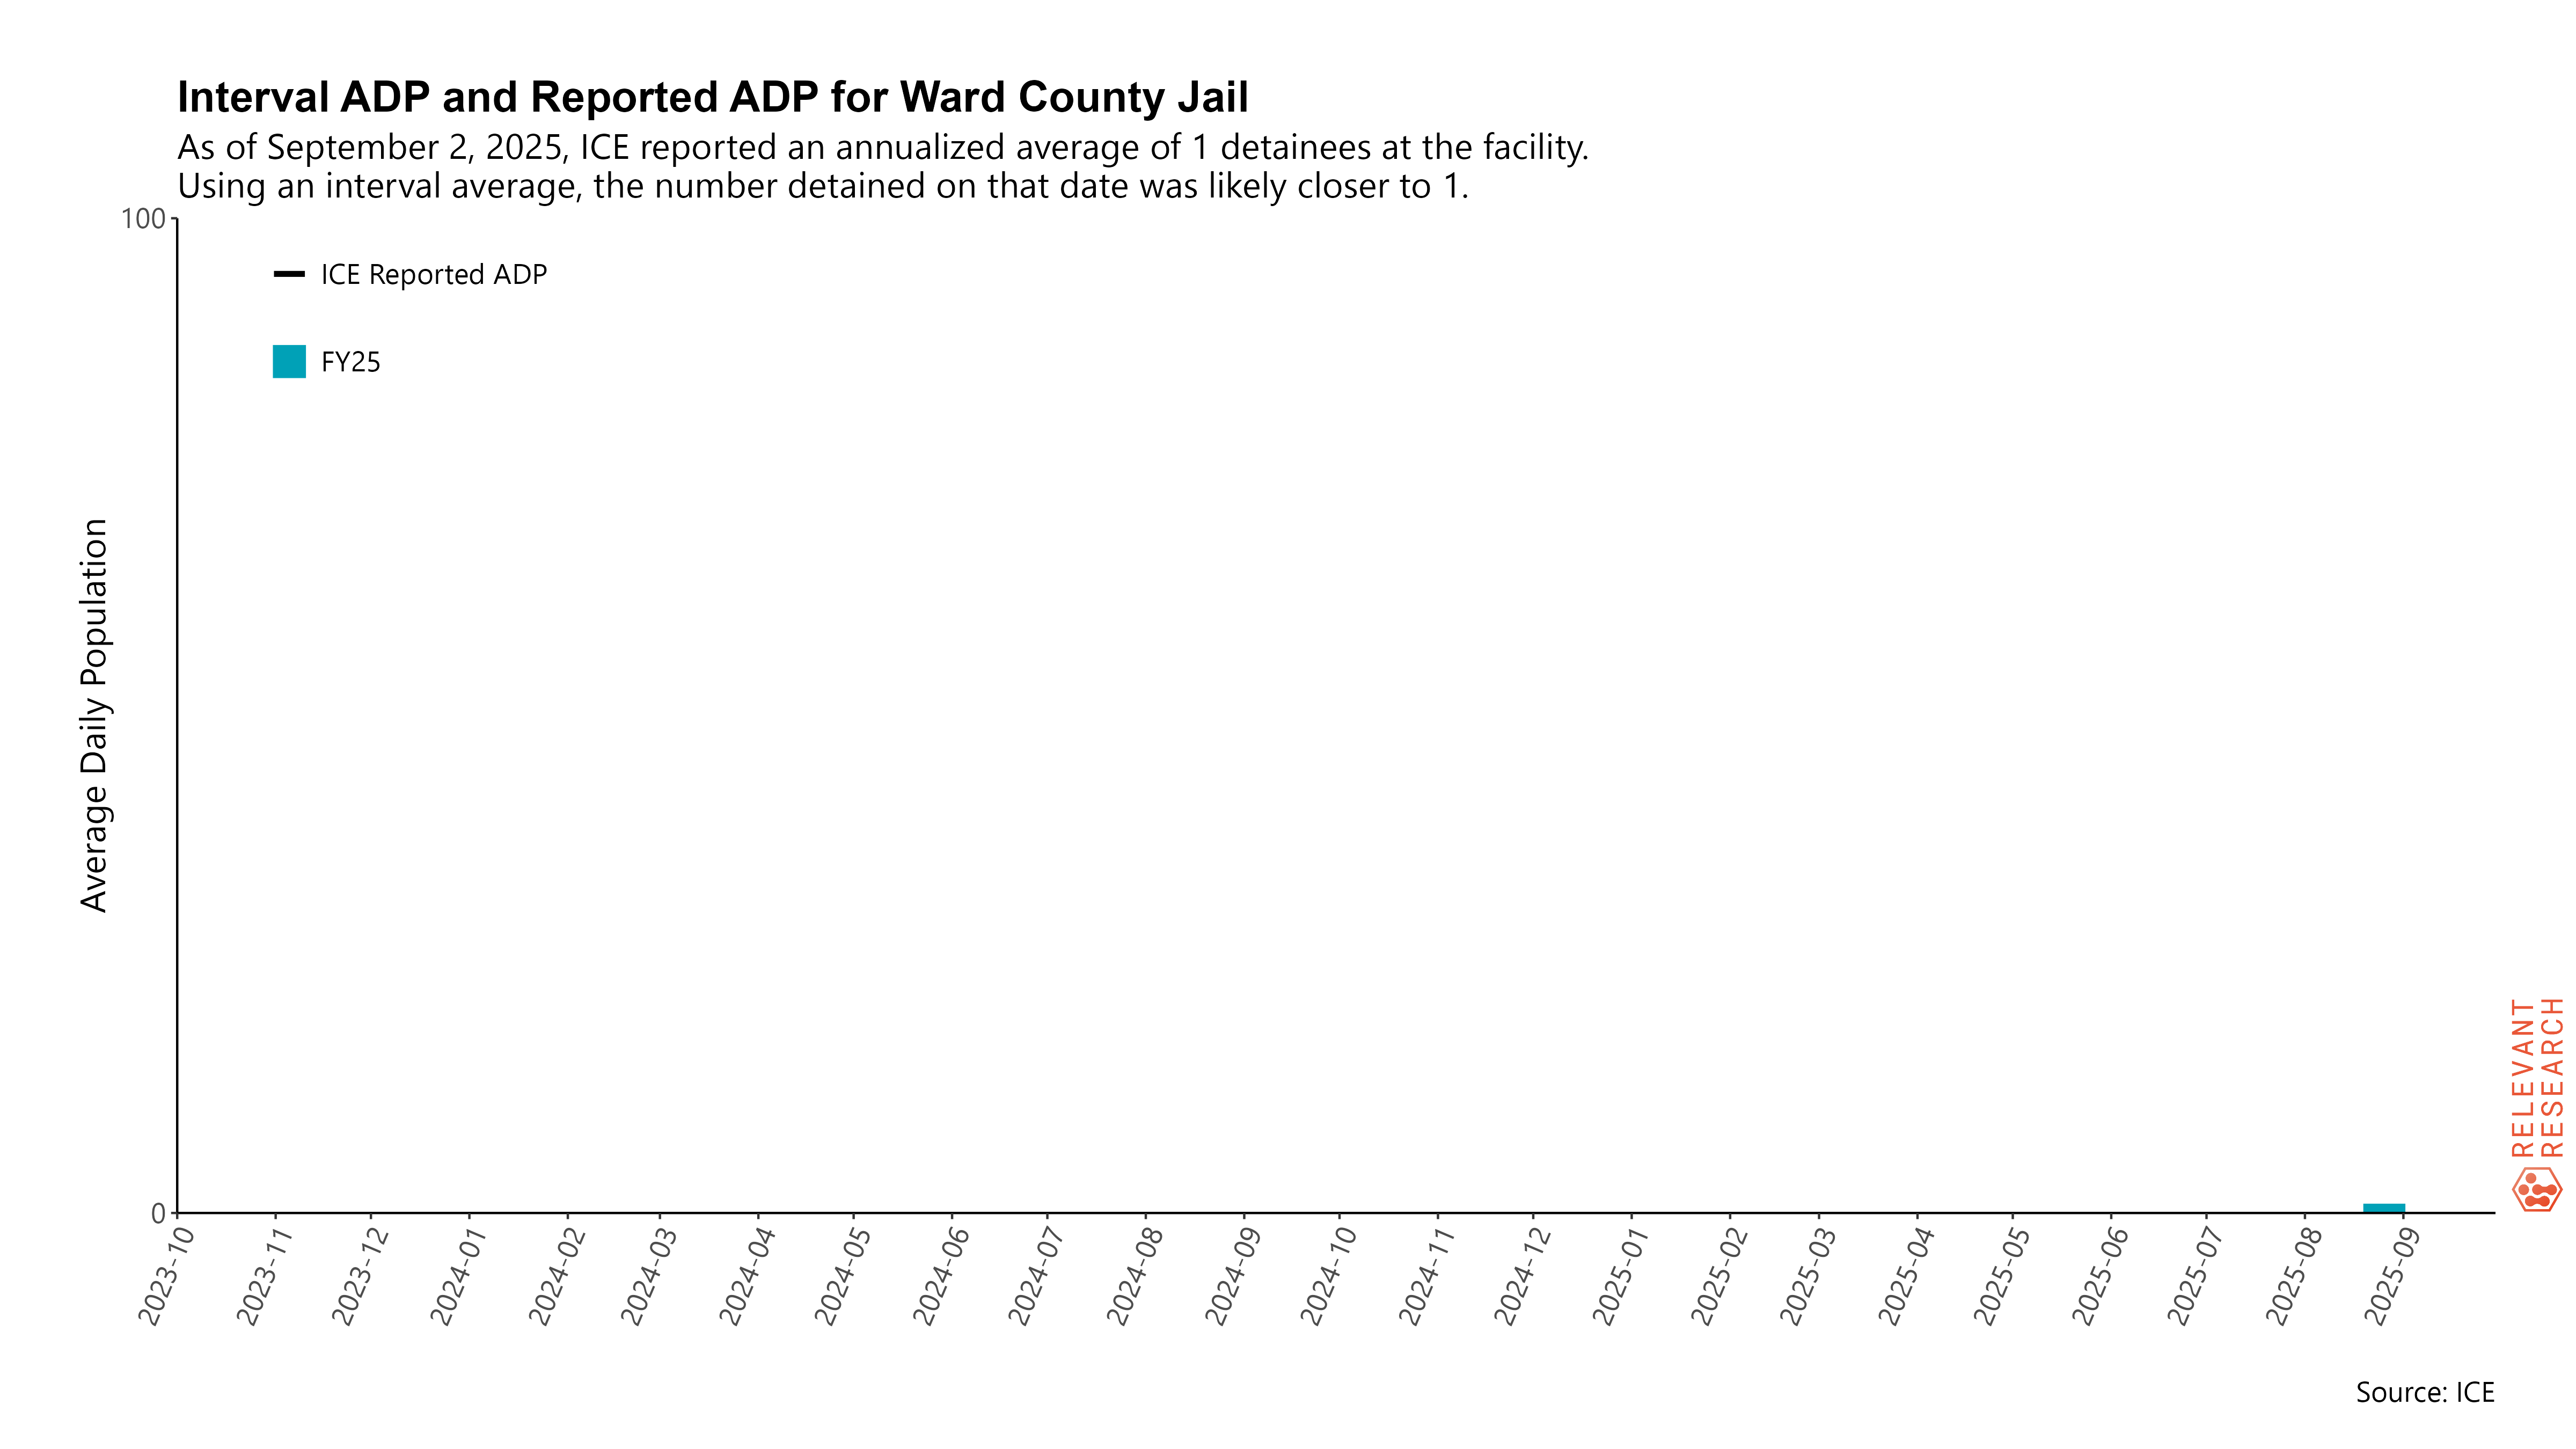 Interval ADP and Reported ADP for Ward County Jail
As of September 2, 2025, ICE reported an annualized average of 1 detainees at the facility.
Using an interval average, the number detained on that date was likely closer to 1.
100
ICE Reported ADP
FY25
Average Daily Population
0
2023-10
2023-11
2023-12
2024-01
2024-02
2024-03
2024-04
2024-05
2024-06
2024-07
2024-08
2024-09
2024-10
2024-11
2024-12
2025-01
2025-02
2025-03
2025-04
2025-05
2025-06
2025-07
2025-08
2025-09
RELEVANT
RESEARCH
Source: ICE